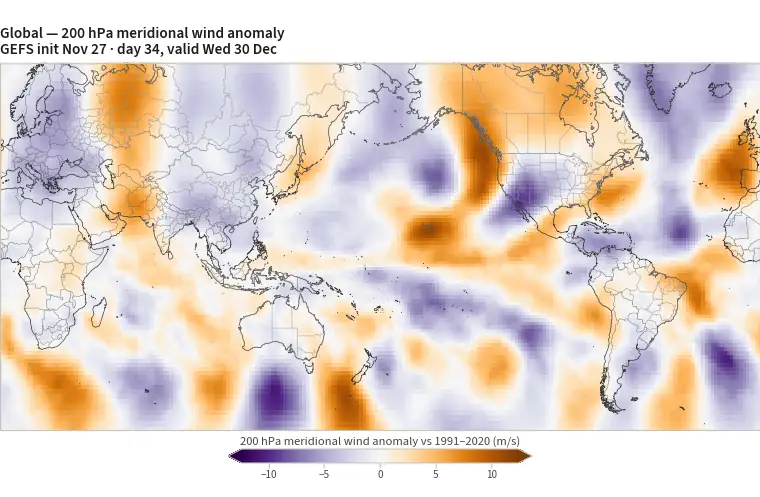 Global — 200 hPa meridional wind anomaly
GEFS init Nov 27 · day 34, valid Wed 30 Dec
200 hPa meridional wind anomaly vs 1991–2020 (m/s)
−10 −5 0 5 10